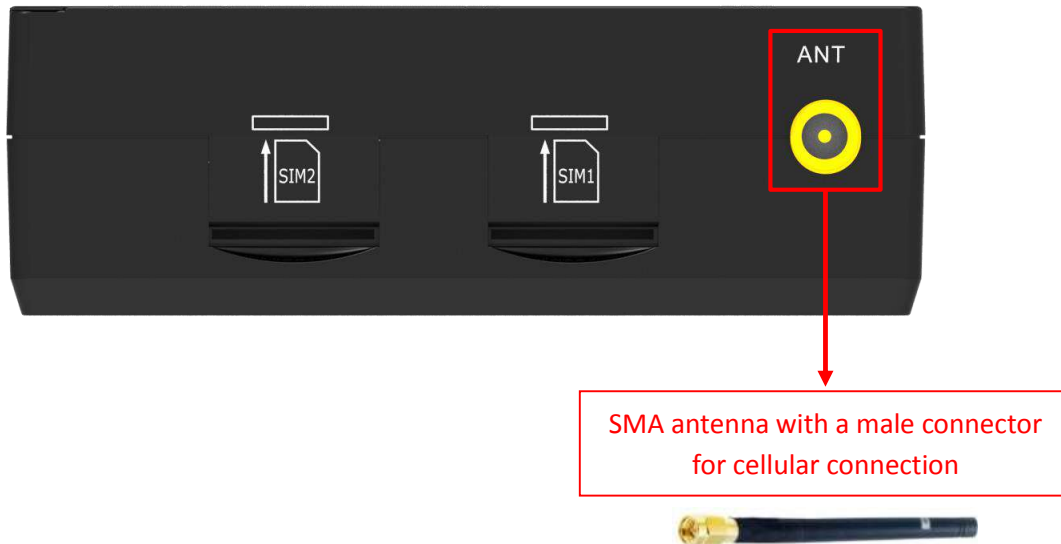 ANT
SIM2
SIM1
SMA antenna with a male connector
for cellular connection